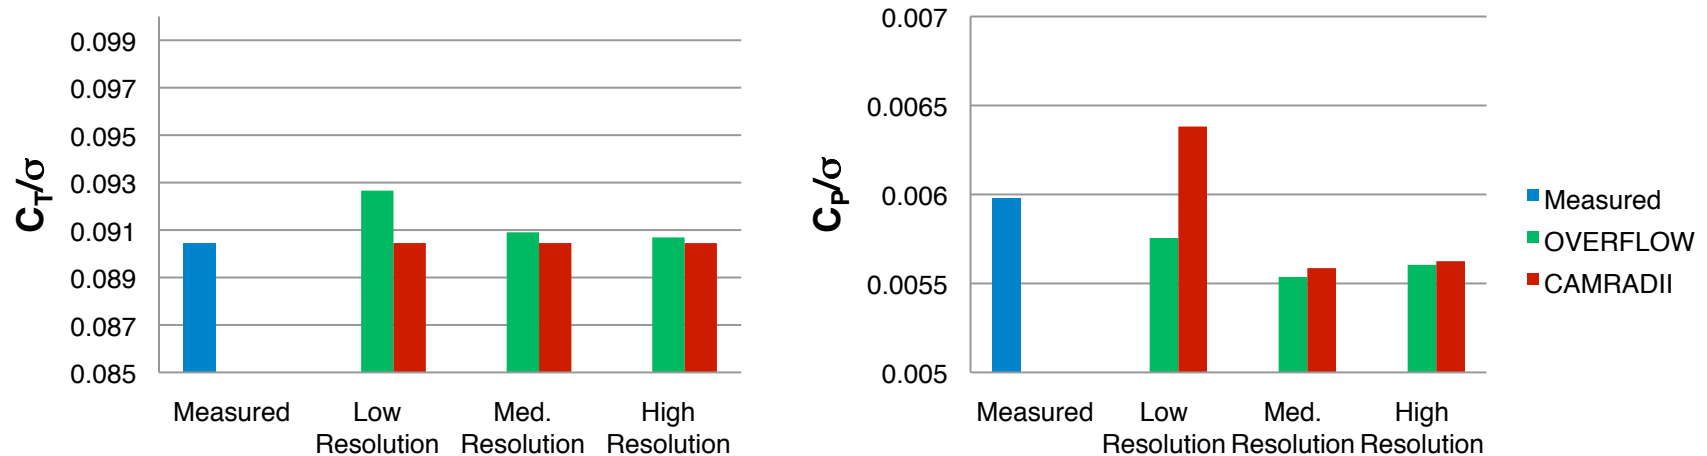 0.099
0.097
0.095
0.093
0.091
0.089
0.087
0.085
C_T/σ
Measured
Low
Resolution
Med.
Resolution
High
Resolution
0.007
0.0065
0.006
0.0055
0.005
C_P/σ
Measured
Low
Resolution
Med.
Resolution
High
Resolution
Measured
OVERFLOW
CAMRADII